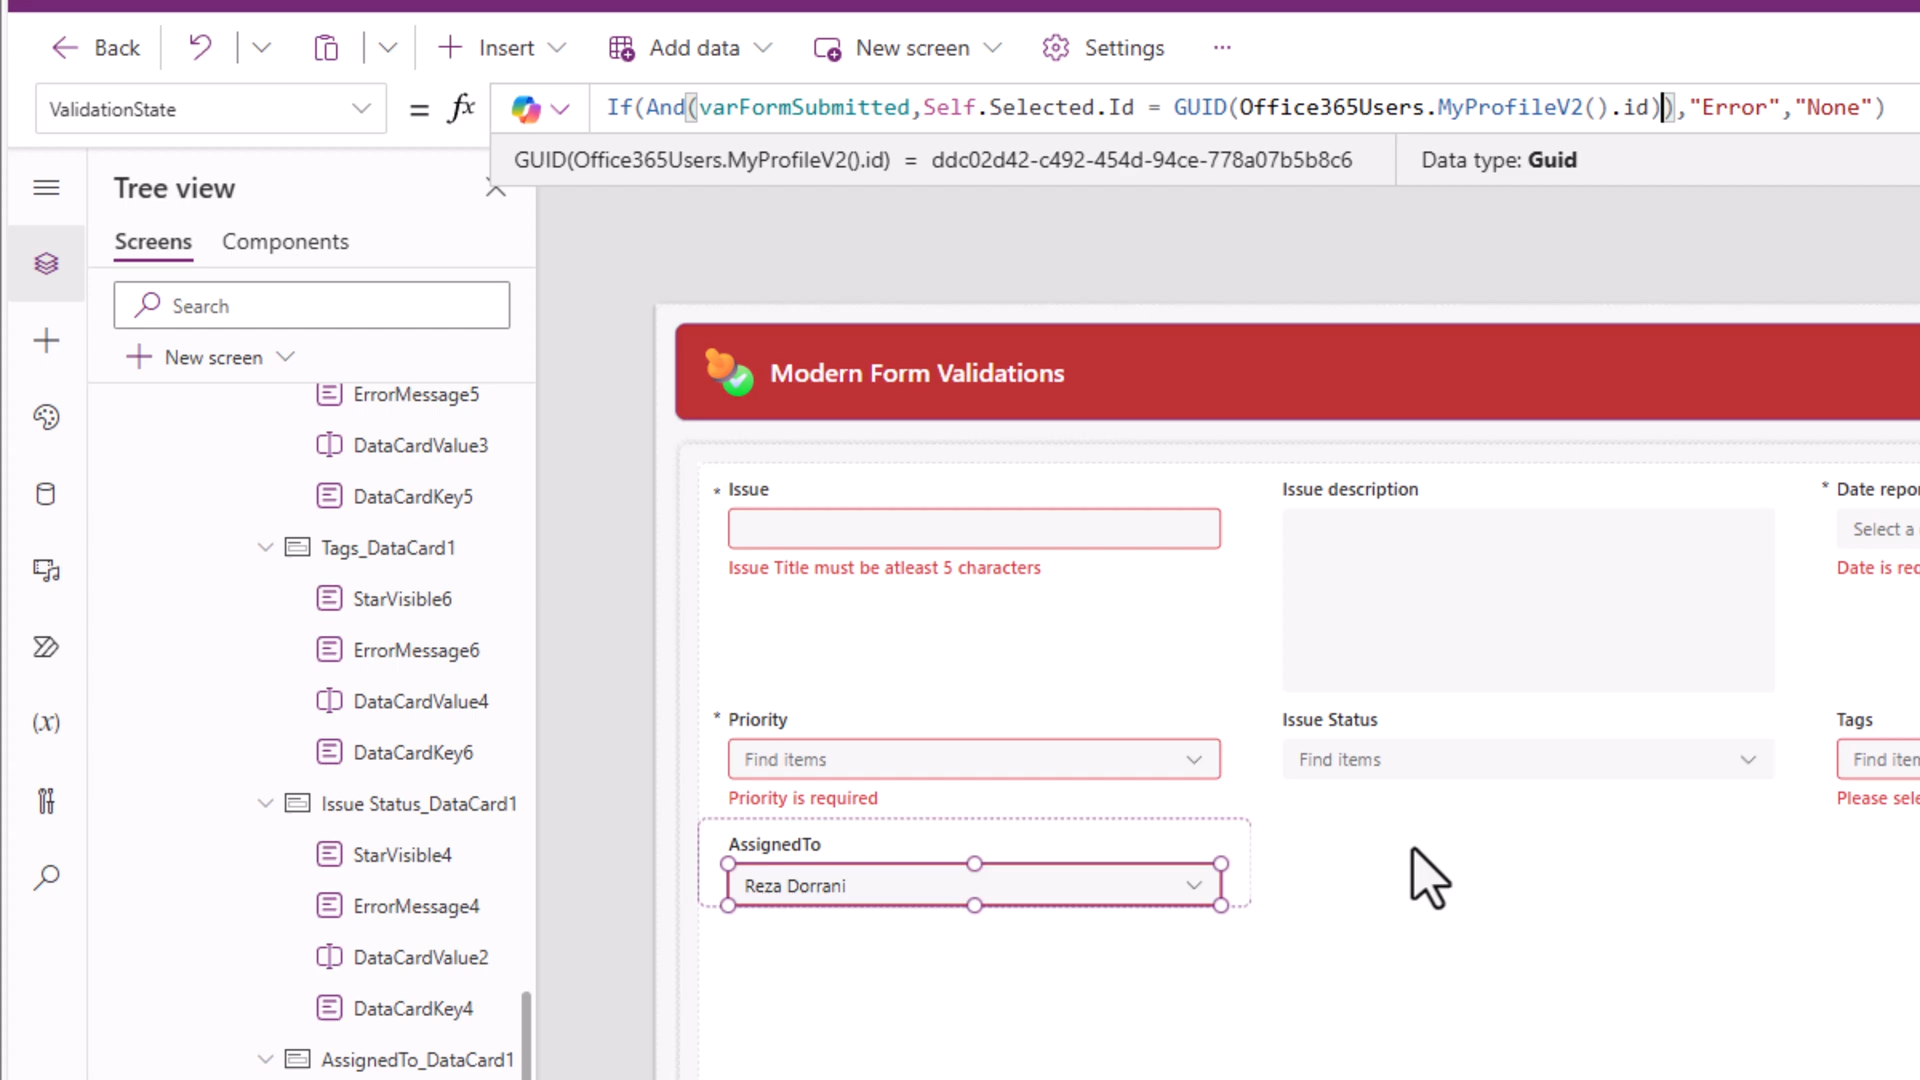 Back
Insert
Add data
New screen
Settings
ValidationState
= fx
If(And(varFormSubmitted,Self.Selected.Id = GUID(Office365Users.MyProfileV2().id)),"Error","None")
GUID(Office365Users.MyProfileV2().id) = ddc02d42-c492-454d-94ce-778a07b5b8c6
Data type: Guid
Tree view
Screens
Components
Search
New screen
ErrorMessage5
DataCardValue3
DataCardKey5
Tags_DataCard1
StarVisible6
ErrorMessage6
DataCardValue4
DataCardKey6
Issue Status_DataCard1
StarVisible4
ErrorMessage4
DataCardValue2
DataCardKey4
AssignedTo_DataCard1
(x)
Modern Form Validations
* Issue
Issue Title must be atleast 5 characters
Issue description
* Date repor
Select a
Date is rec
* Priority
Find items
Priority is required
Issue Status
Find items
Tags
Find iten
Please sele
AssignedTo
Reza Dorrani